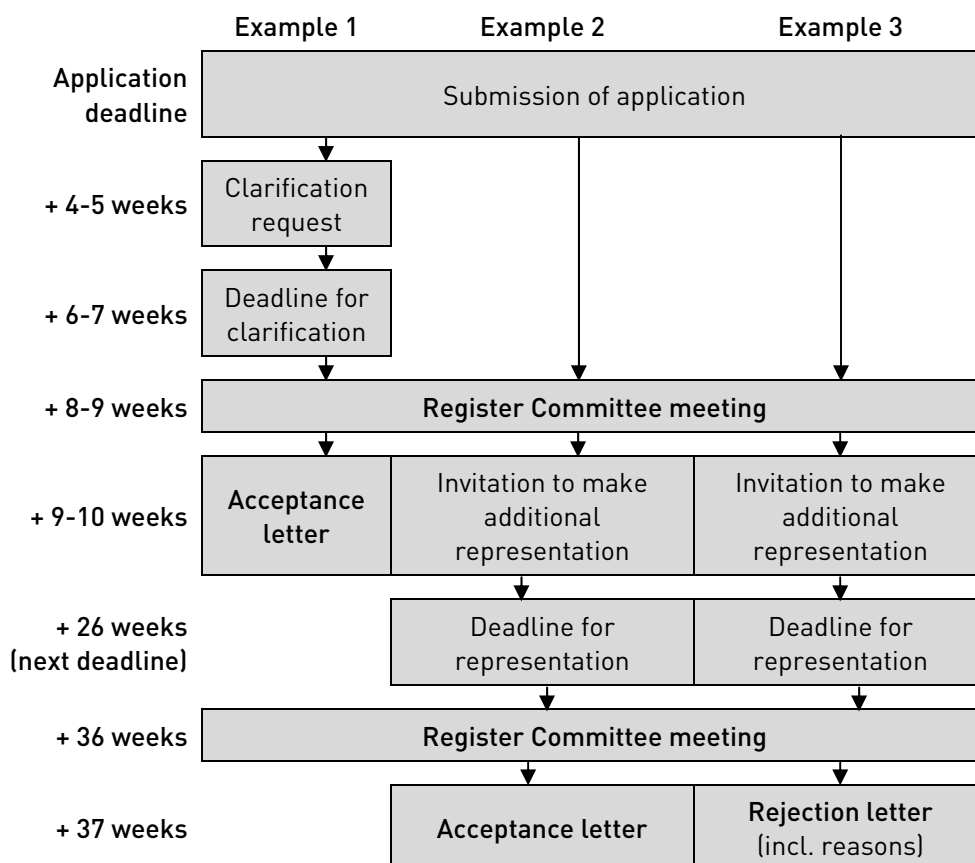 Example 1 Example 2 Example 3
Application
deadline
Submission of application
+ 4-5 weeks
Clarification
request
+ 6-7 weeks
Deadline for
clarification
+ 8-9 weeks
Register Committee meeting
+ 9-10 weeks
Acceptance
letter
Invitation to make
additional
representation
Invitation to make
additional
representation
+ 26 weeks
(next deadline)
Deadline for
representation
Deadline for
representation
+ 36 weeks
Register Committee meeting
+ 37 weeks
Acceptance letter
Rejection letter
(incl. reasons)